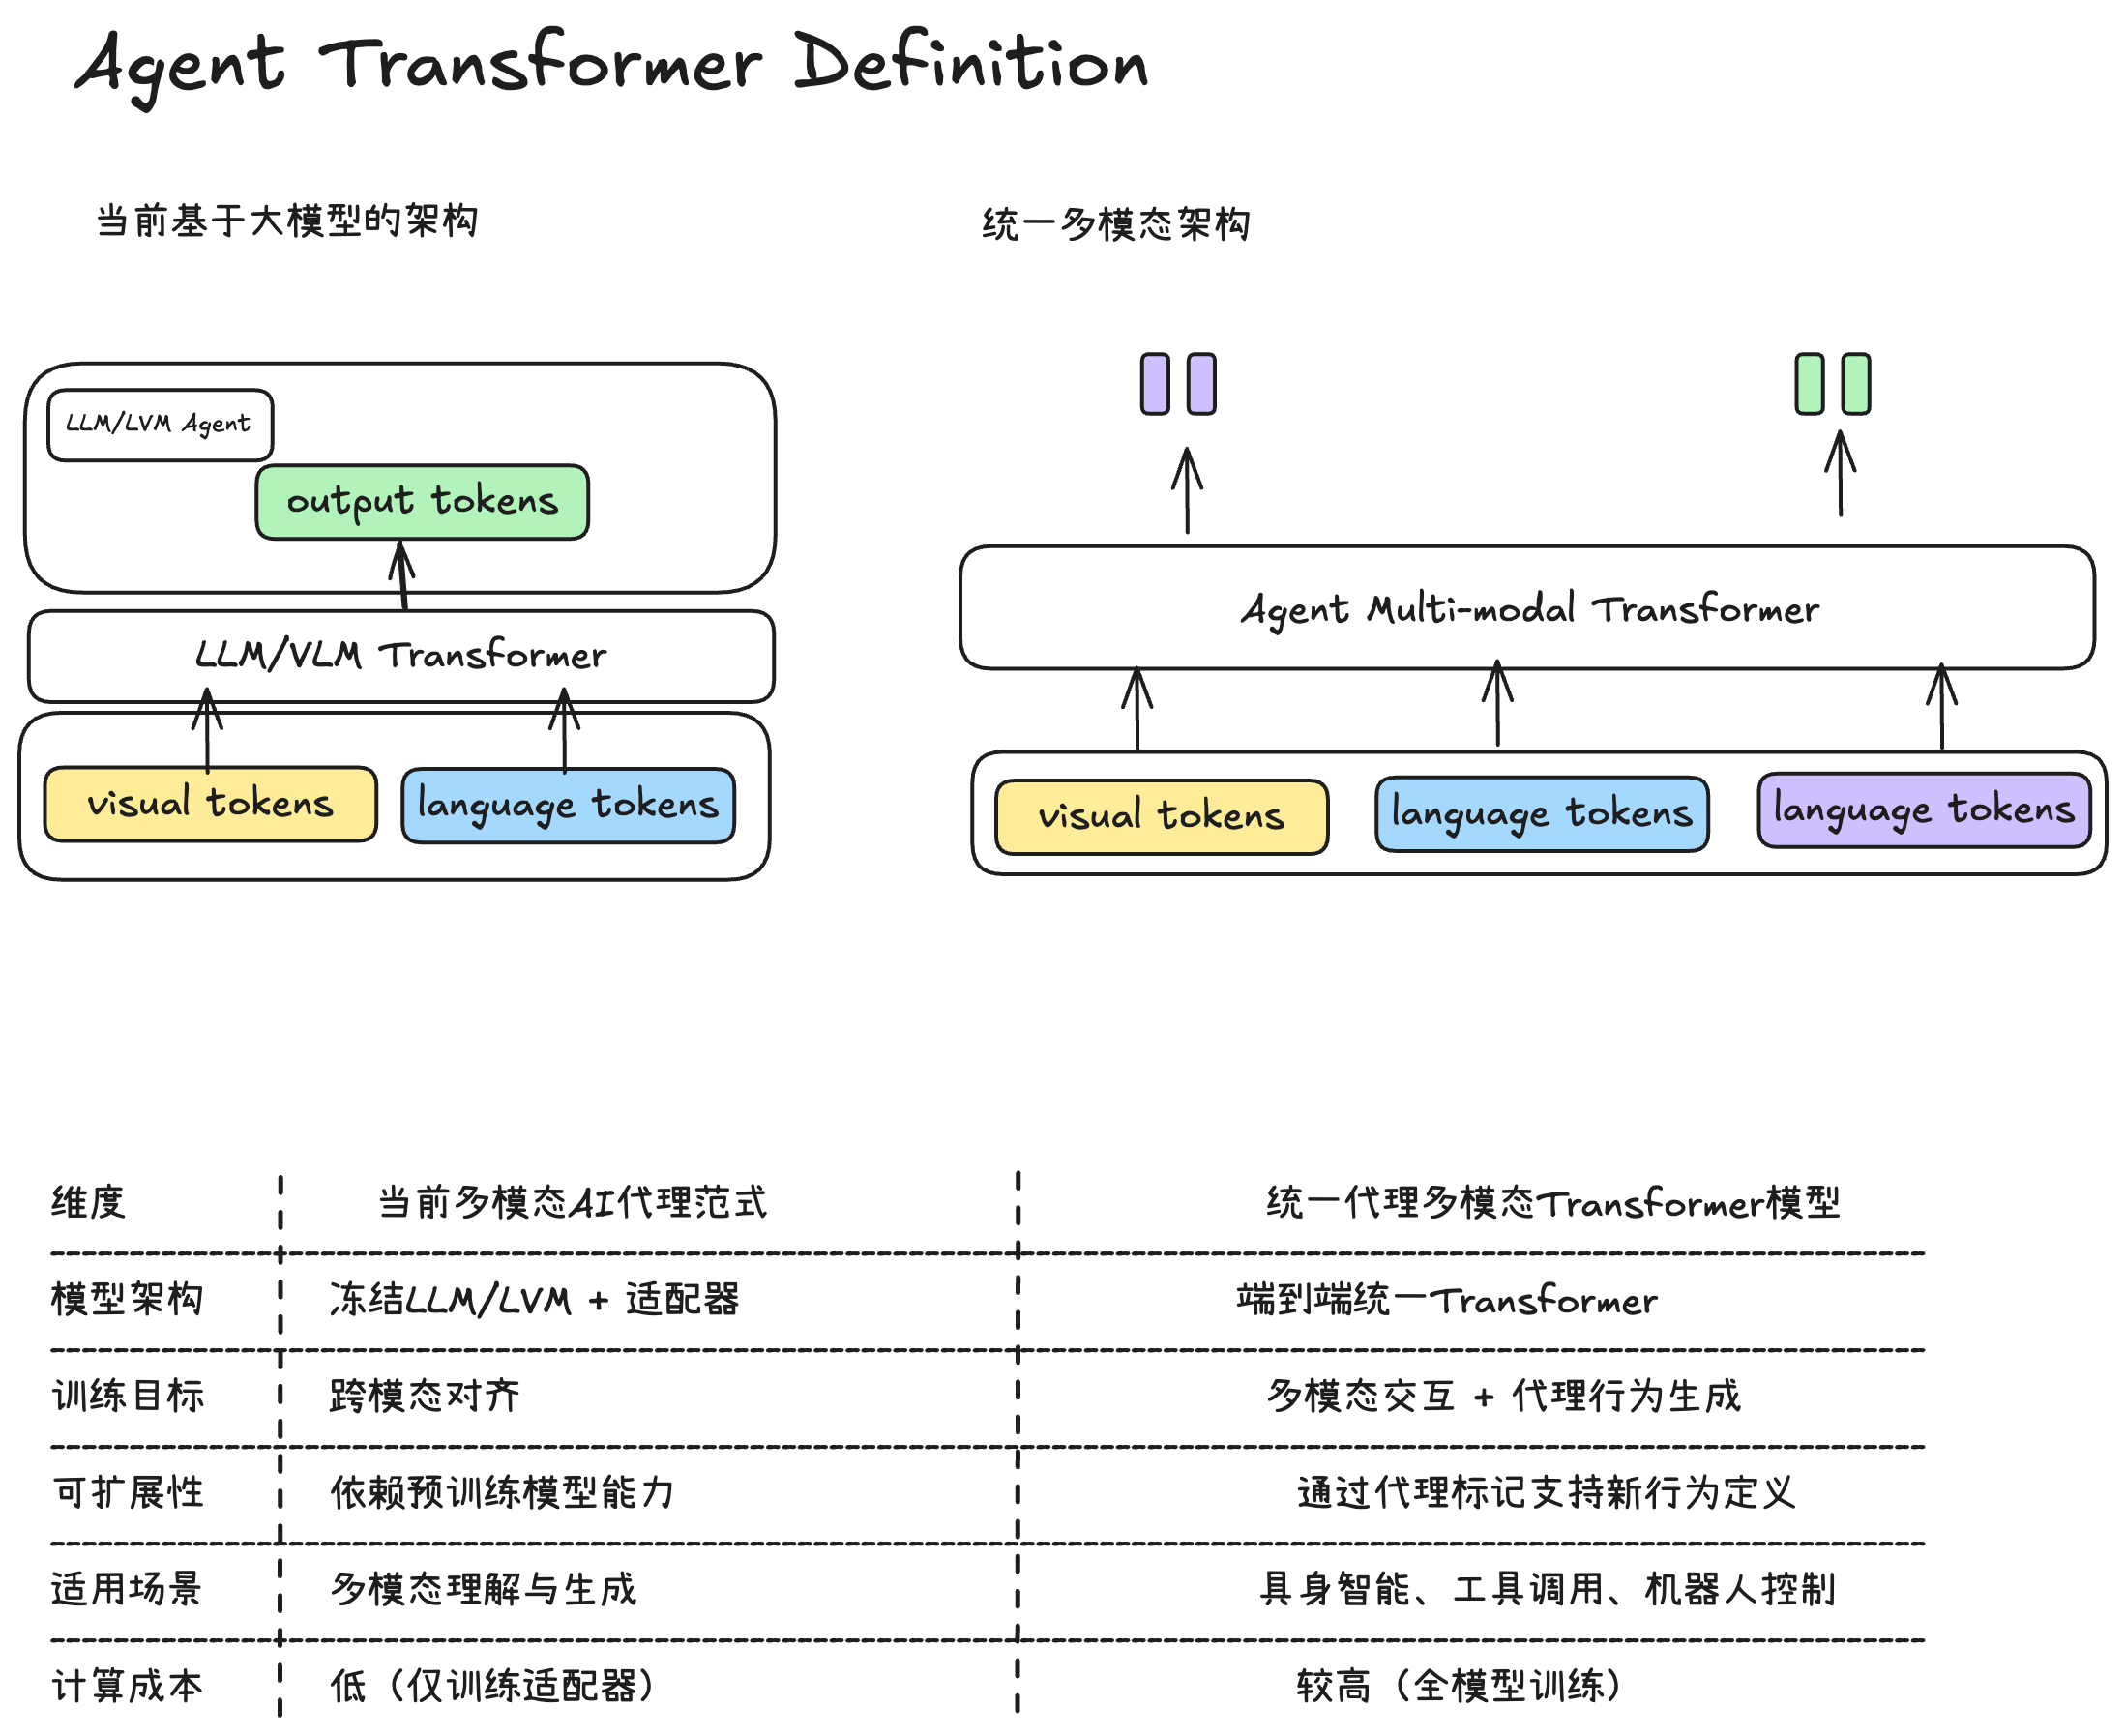 Agent Transformer Definition
当前基于大模型的架构
统一多模态架构
LLM/LVM Agent
output tokens
LLM/VLM Transformer
visual tokens
language tokens
Agent Multi-modal Transformer
visual tokens
language tokens
language tokens
维度 当前多模态AI代理范式 统一代理多模态Transformer模型
模型架构 冻结LLM/LVM + 适配器 端到端统一Transformer
训练目标 跨模态对齐 多模态交互 + 代理行为生成
可扩展性 依赖预训练模型能力 通过代理标记支持新行为定义
适用场景 多模态理解与生成 具身智能、工具调用、机器人控制
计算成本 低（仅训练适配器） 较高（全模型训练）